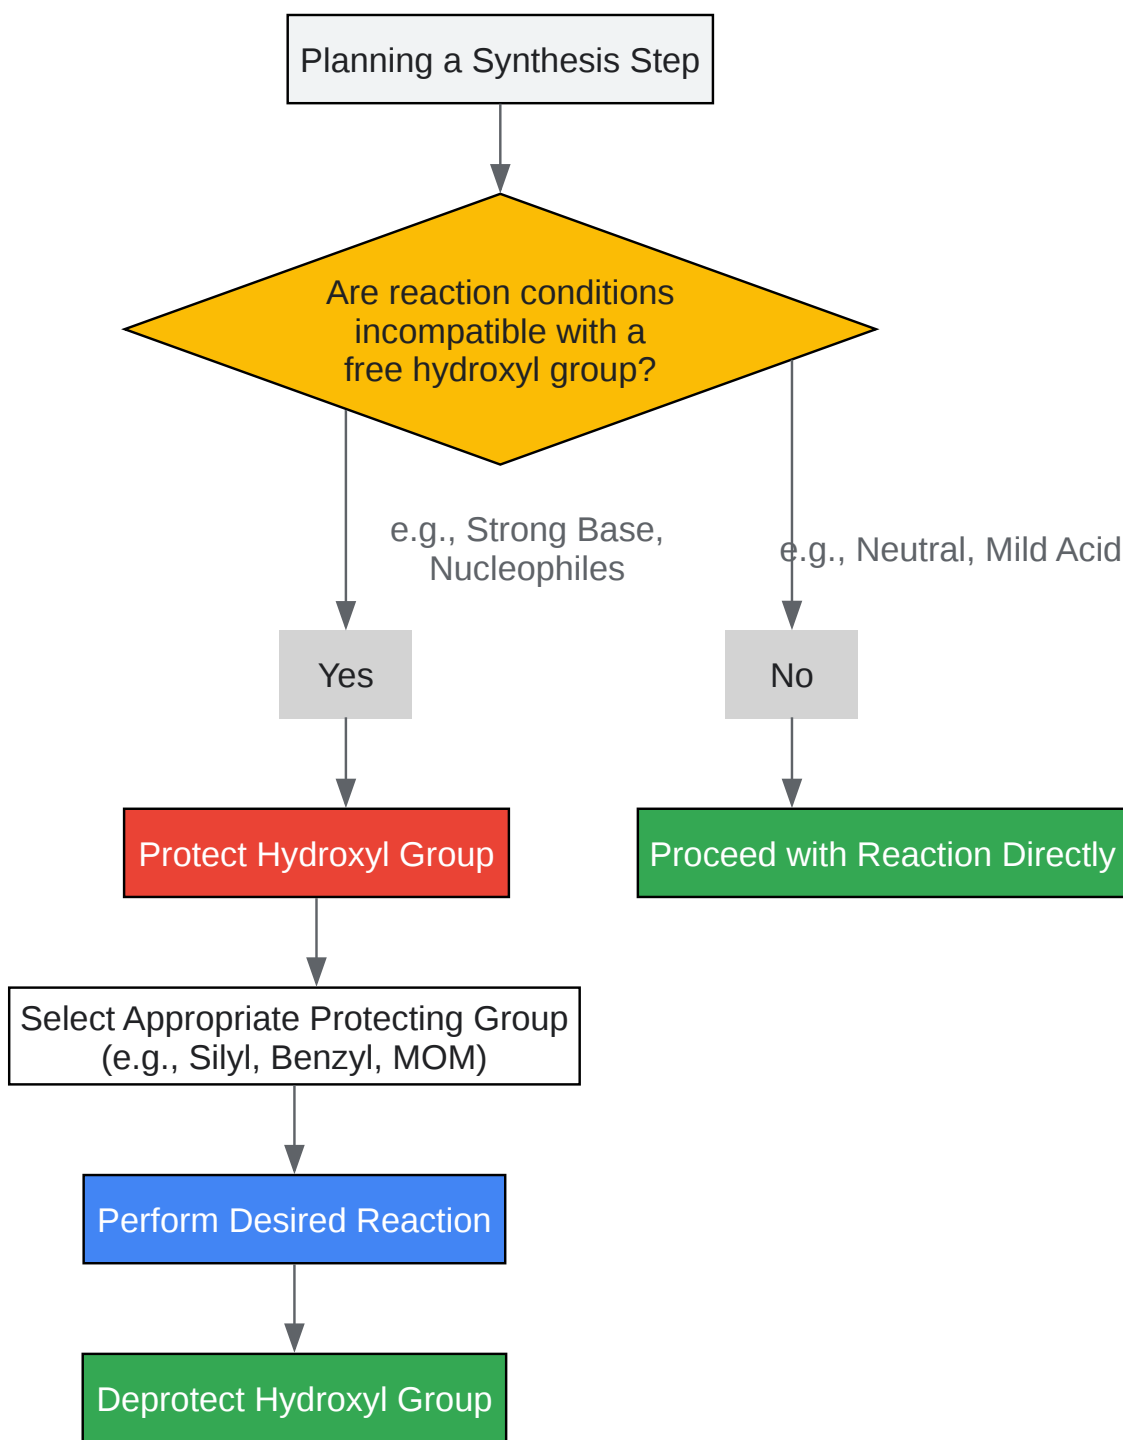 Planning a Synthesis Step
Are reaction conditions
incompatible with a
free hydroxyl group?
e.g., Strong Base,
Nucleophiles
e.g., Neutral, Mild Acid
Yes
No
Protect Hydroxyl Group
Proceed with Reaction Directly
Select Appropriate Protecting Group
(e.g., Silyl, Benzyl, MOM)
Perform Desired Reaction
Deprotect Hydroxyl Group